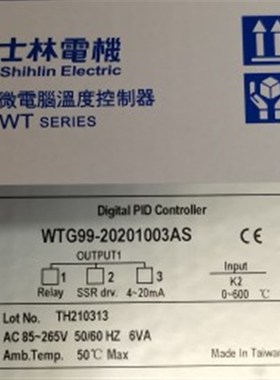 士林電機
Shihlin Electric
微電腦溫度控制器
WT SERIES
Digital PID Controller
WTG99-20201003AS CE
OUTPUT1
1 2 3
Relay SSR drv. 4~20mA
Input
K2
0~600 ℃
Lot No. TH210313
AC 85~265V 50/60 HZ 6VA
Amb.Temp. 50℃ Max
Made In Taiwan